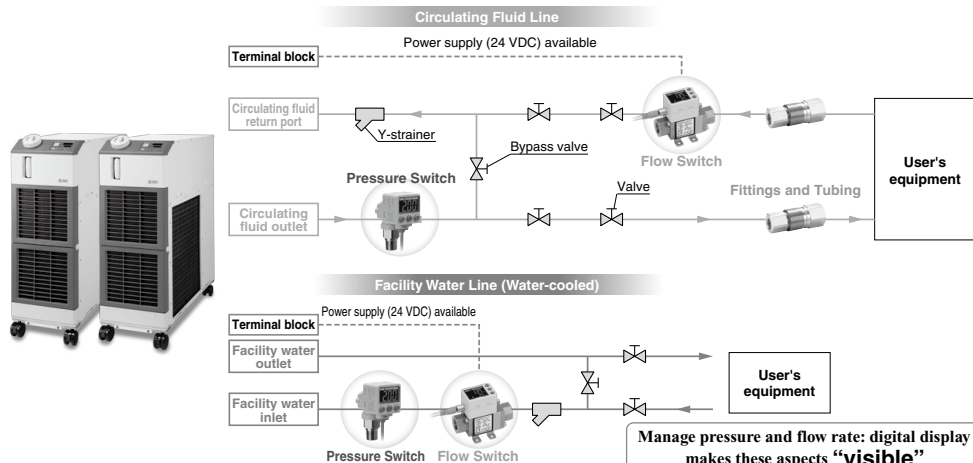 Circulating Fluid Line
Power supply (24 VDC) available
Terminal block
Circulating fluid
return port
Y-strainer
Bypass valve
Flow Switch
User's
equipment
Pressure Switch
Valve
Fittings and Tubing
Circulating
fluid outlet
Facility Water Line (Water-cooled)
Power supply (24 VDC) available
Terminal block
Facility water
outlet
User's
equipment
Facility water
inlet
Pressure Switch
Flow Switch
Manage pressure and flow rate: digital display
makes these aspects “visible”